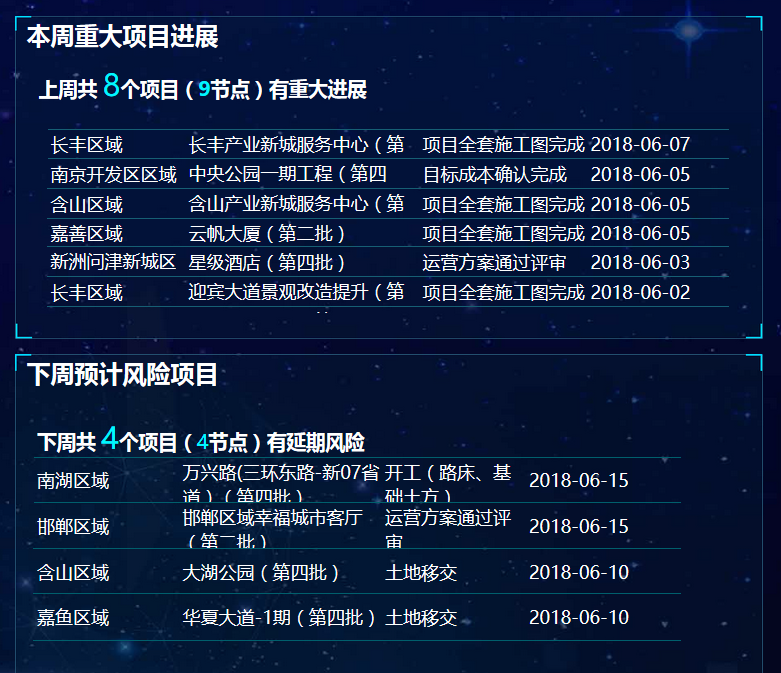 本周重大项目进展
上周共 8个项目（9节点）有重大进展
长丰区域 长丰产业新城服务中心（第 项目全套施工图完成 2018-06-07
南京开发区区域 中央公园一期工程（第四 目标成本确认完成 2018-06-05
含山区域 含山产业新城服务中心（第 项目全套施工图完成 2018-06-05
嘉善区域 云帆大厦（第二批） 项目全套施工图完成 2018-06-05
新洲问津新城区 星级酒店（第四批） 运营方案通过评审 2018-06-03
长丰区域 迎宾大道景观改造提升（第 项目全套施工图完成 2018-06-02
下周预计风险项目
下周共 4个项目（4节点）有延期风险
南湖区域 万兴路(三环东路-新07省 开工（路床、基 2018-06-15
道）（第四批） 础土方）
邯郸区域 邯郸区域幸福城市客厅 运营方案通过评 2018-06-15
（第二批） 审
含山区域 大湖公园（第四批） 土地移交 2018-06-10
嘉鱼区域 华夏大道-1期（第四批） 土地移交 2018-06-10